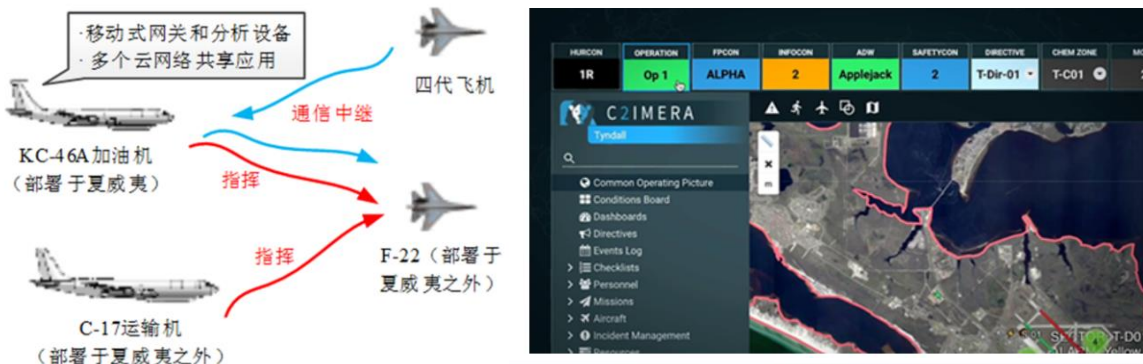 ·移动式网关和分析设备
·多个云网络共享应用
四代飞机
通信中继
KC-46A加油机
（部署于夏威夷）
指挥
F-22（部署于
夏威夷之外）
指挥
C-17运输机
（部署于夏威夷之外）
HURCON OPERATION FPCON INFOCON ADW SAFETYCON DIRECTIVE CHEM ZONE
1R Op 1 ALPHA 2 Applejack 2 T-Dir-01 T-C01
C2IMERA
Tyndall
m
Common Operating Picture
Conditions Board
Dashboards
Directives
Events Log
Checklists
Personnel
Missions
Aircraft
Incident Management
Resources